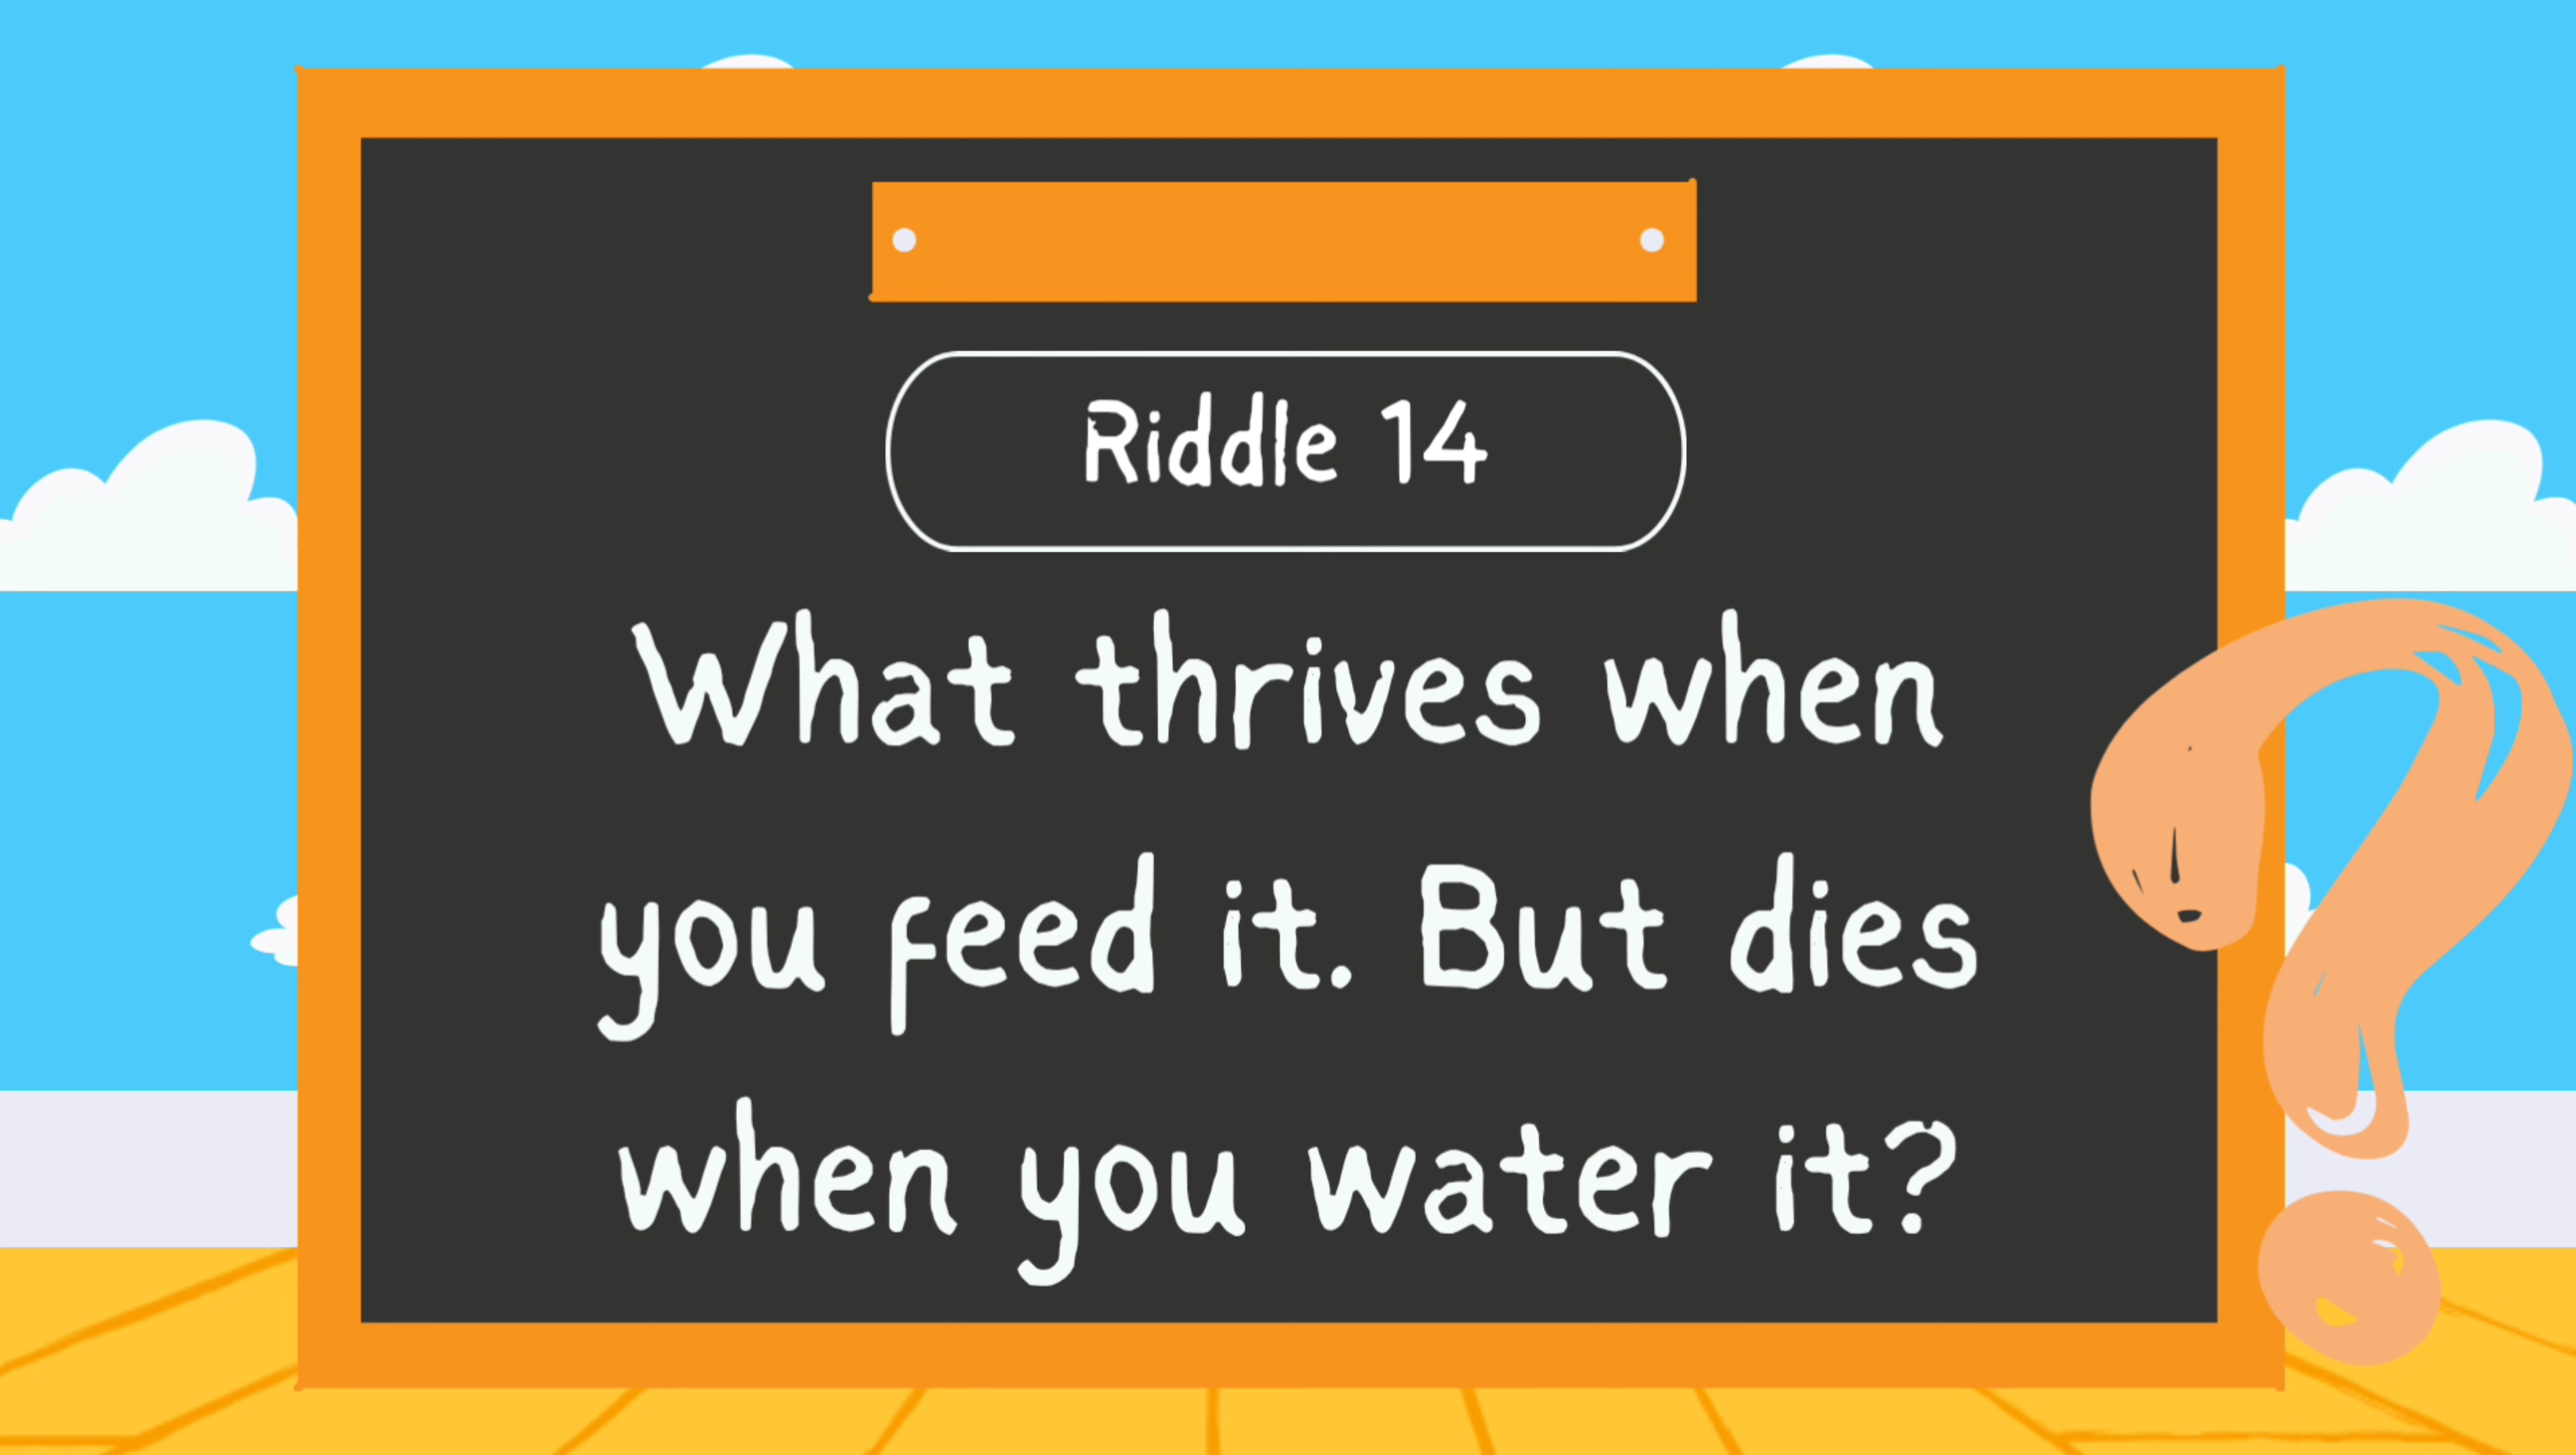 Riddle 14
What thrives when
you feed it. But dies
when you water it?